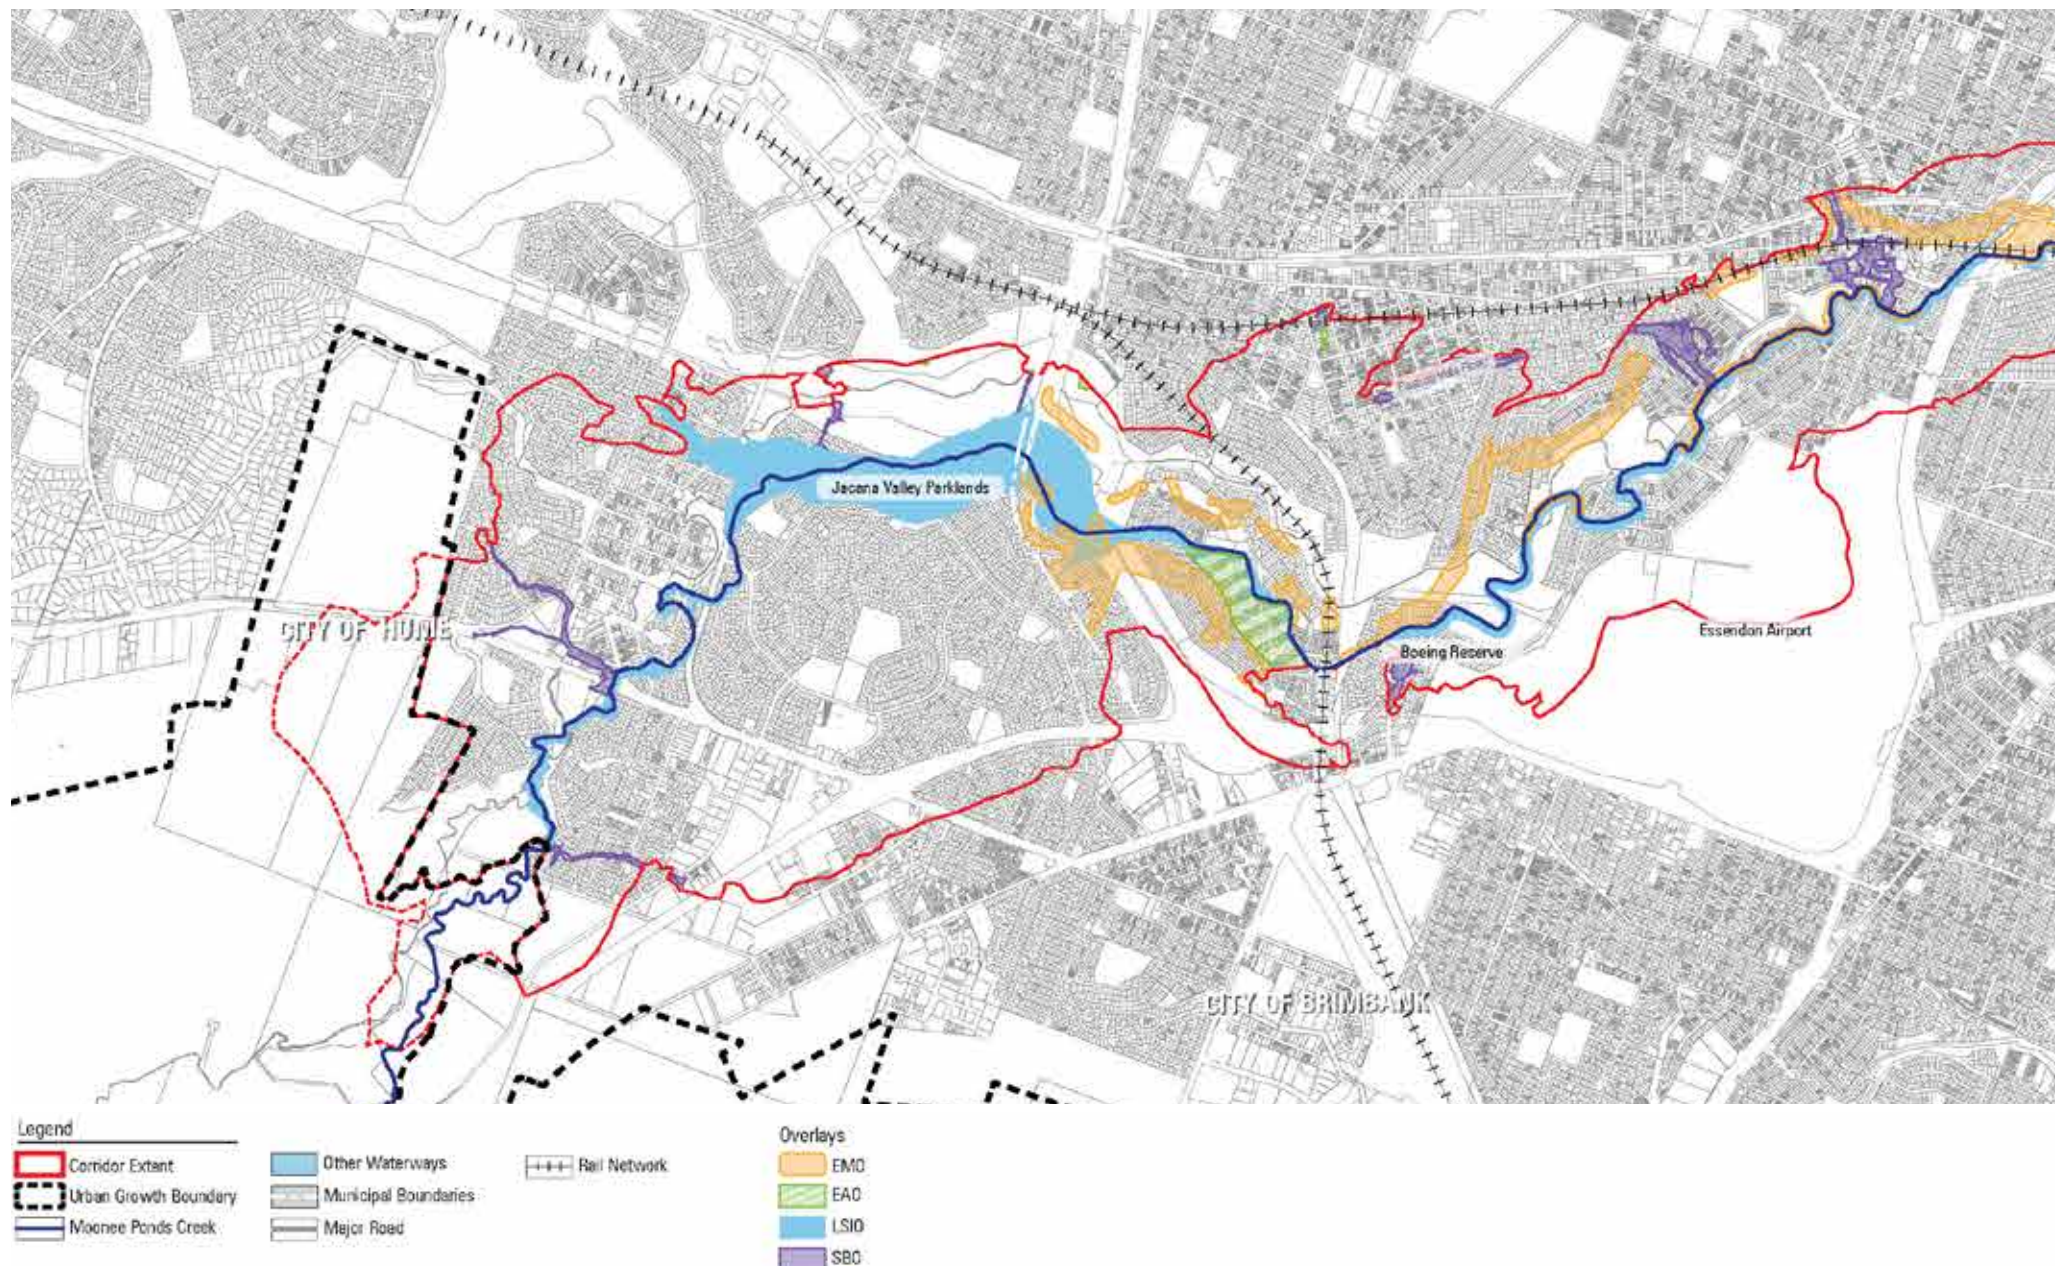 Jacana Valley Parklands
CITY OF HUME
Essendon Airport
Boeing Reserve
CITY OF BRIMBANK
Legend
Corridor Extent
Urban Growth Boundary
Moonee Ponds Creek
Other Waterways
Municipal Boundaries
Major Road
Rail Network
Overlays
EMO
EAO
LSIO
SBO